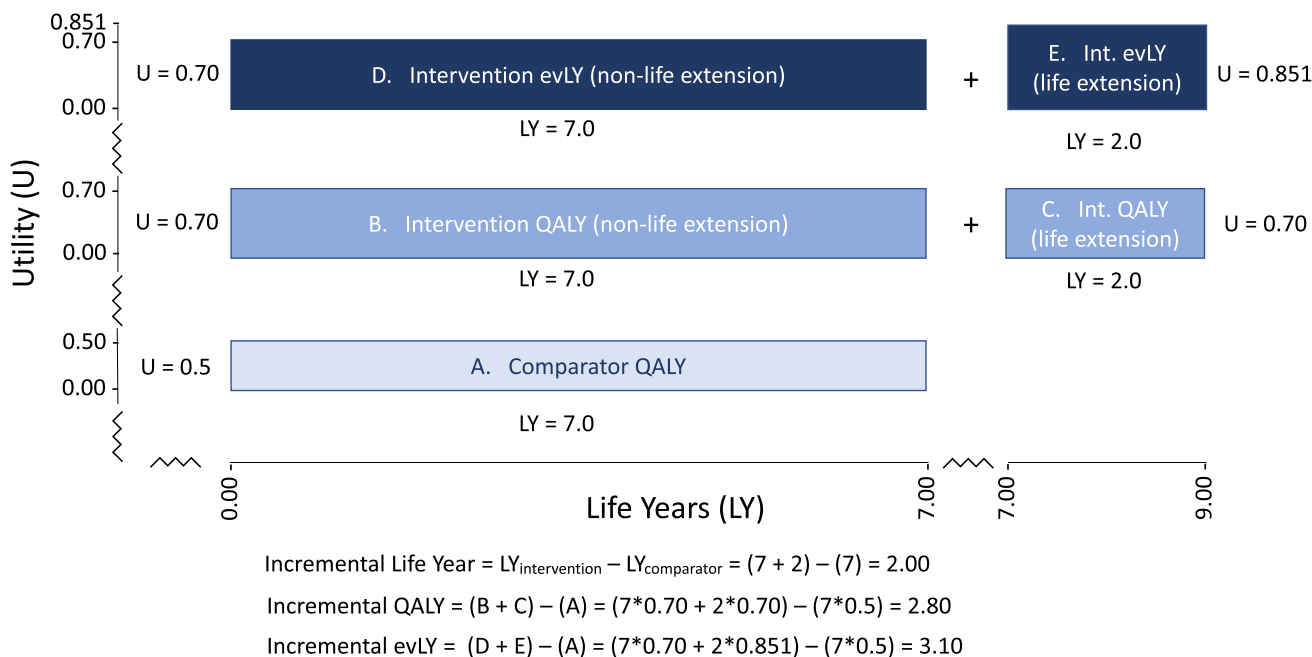 0.851
0.70
0.00
U = 0.70
D. Intervention evLY (non-life extension)
LY = 7.0
+
E. Int. evLY
(life extension)
U = 0.851
LY = 2.0
Utility (U)
0.70
0.00
U = 0.70
B. Intervention QALY (non-life extension)
LY = 7.0
+
C. Int. QALY
(life extension)
U = 0.70
LY = 2.0
0.50
0.00
U = 0.5
A. Comparator QALY
LY = 7.0
0.00
7.00
7.00
9.00
Life Years (LY)
Incremental Life Year = LYintervention – LYcomparator = (7 + 2) – (7) = 2.00
Incremental QALY = (B + C) – (A) = (7*0.70 + 2*0.70) – (7*0.5) = 2.80
Incremental evLY = (D + E) – (A) = (7*0.70 + 2*0.851) – (7*0.5) = 3.10